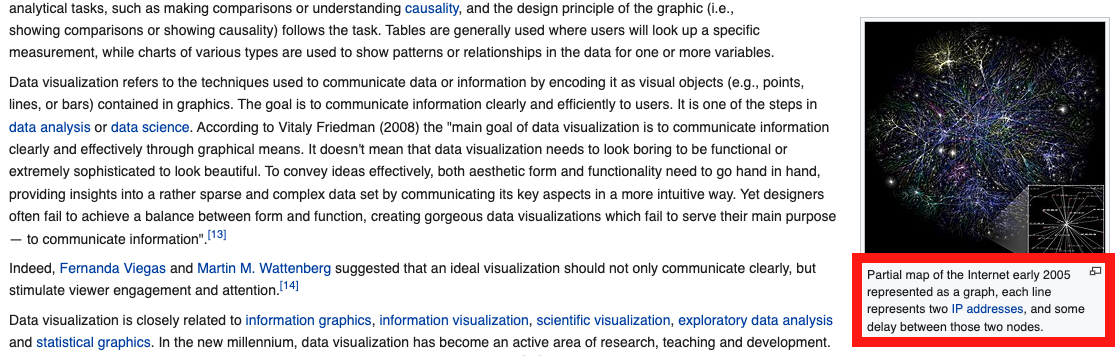 analytical tasks, such as making comparisons or understanding causality, and the design principle of the graphic (i.e.,
showing comparisons or showing causality) follows the task. Tables are generally used where users will look up a specific
measurement, while charts of various types are used to show patterns or relationships in the data for one or more variables.
Data visualization refers to the techniques used to communicate data or information by encoding it as visual objects (e.g., points,
lines, or bars) contained in graphics. The goal is to communicate information clearly and efficiently to users. It is one of the steps in
data analysis or data science. According to Vitaly Friedman (2008) the "main goal of data visualization is to communicate information
clearly and effectively through graphical means. It doesn't mean that data visualization needs to look boring to be functional or
extremely sophisticated to look beautiful. To convey ideas effectively, both aesthetic form and functionality need to go hand in hand,
providing insights into a rather sparse and complex data set by communicating its key aspects in a more intuitive way. Yet designers
often fail to achieve a balance between form and function, creating gorgeous data visualizations which fail to serve their main purpose
— to communicate information".[13]
Indeed, Fernanda Viegas and Martin M. Wattenberg suggested that an ideal visualization should not only communicate clearly, but
stimulate viewer engagement and attention.[14]
Data visualization is closely related to information graphics, information visualization, scientific visualization, exploratory data analysis
and statistical graphics. In the new millennium, data visualization has become an active area of research, teaching and development.
Partial map of the Internet early 2005
represented as a graph, each line
represents two IP addresses, and some
delay between those two nodes.